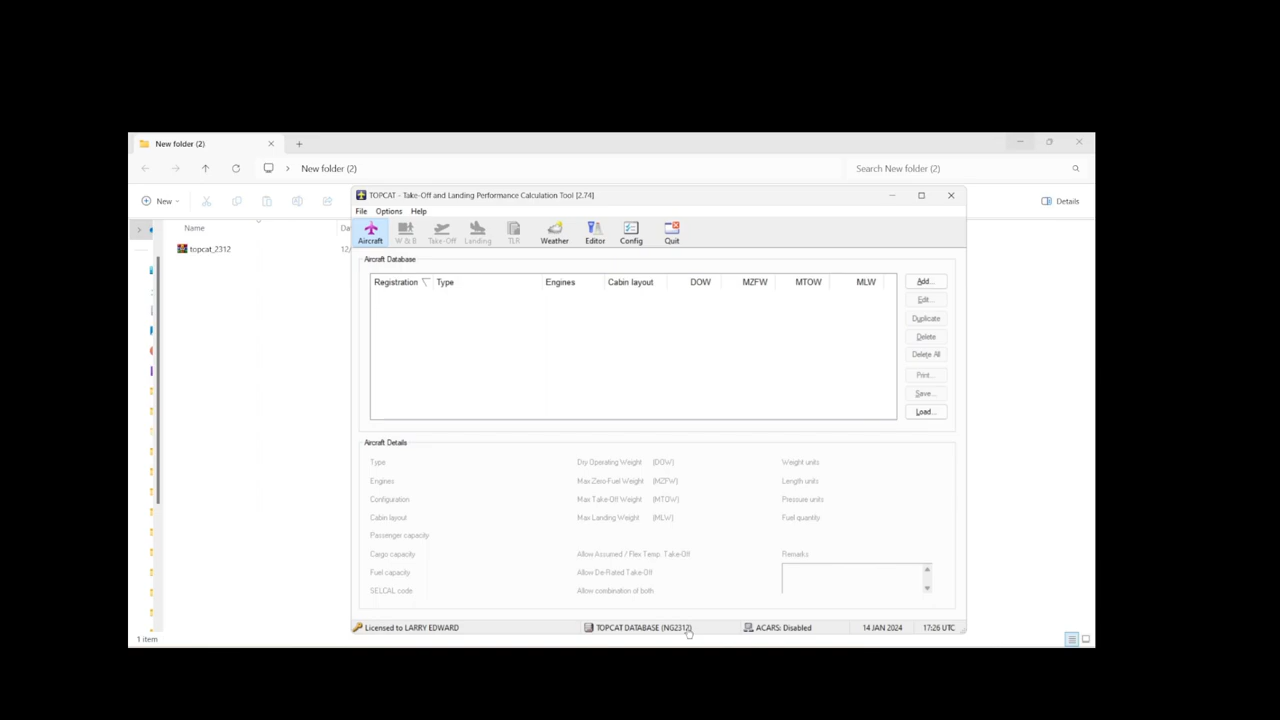 New folder (2)
New folder (2)
Search New folder (2)
New
Details
Name
Da
topcat_2312
12/
TOPCAT - Take-Off and Landing Performance Calculation Tool [2.74]
File Options Help
Aircraft W & B Take-Off Landing TLR Weather Editor Config Quit
Aircraft Database
Registration Type Engines Cabin layout DOW MZFW MTOW MLW
Add...
Edit...
Duplicate
Delete
Delete All
Print...
Save...
Load...
Aircraft Details
Type Dry Operating Weight (DOW) Weight units
Engines Max Zero-Fuel Weight (MZFW) Length units
Configuration Max Take-Off Weight (MTOW) Pressure units
Cabin layout Max Landing Weight (MLW) Fuel quantity
Passenger capacity
Cargo capacity Allow Assumed / Flex Temp. Take-Off Remarks
Fuel capacity Allow De-Rated Take-Off
SELCAL code Allow combination of both
Licensed to LARRY EDWARD TOPCAT DATABASE (NG2312) ACARS: Disabled 14 JAN 2024 17:26 UTC
1 item